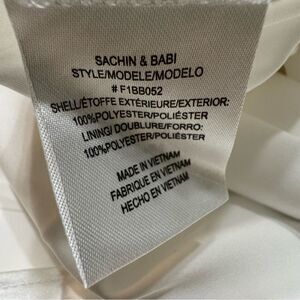 SACHIN & BABI
STYLE/MODELE/MODELO
# F1BB052
SHELL/ÉTOFFE EXTÉRIEURE/EXTERIOR:
100%POLYESTER/POLIÉSTER
LINING/ DOUBLURE/FORRO:
100%POLYESTER/POLIÉSTER
MADE IN VIETNAM
FABRIQUE EN VIETNAM
HECHO EN VIETNAM